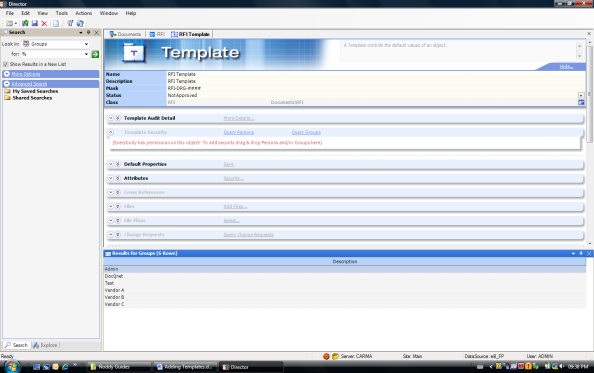 Director
File Edit View Tools Actions Window Help
Search
Documents RFI RFI Template
Look in: Groups
for: %
Show Results in a New List
More Options
Advanced Search
My Saved Searches
Shared Searches
Template
A Template controls the default values of an object.
Hide...
Name RFI Template
Description RFI Template
Mask RFI-DRG-####
Status NotApproved
Class RFI Documents\RFI
Template Audit Detail More Details...
Template Security Query Persons Query Groups
(Everybody has permission on this object! To add security drag & drop Persons and/or Groups here)
Default Properties Save
Attributes Security...
Cross References
Files Add Files...
File Plans Select...
Change Requests Query Change Requests
Results for Groups (6 Rows)
Description
Admin
DocQnet
Test
Vendor A
Vendor B
Vendor C
Search Explore
Ready Server: CARMA Site: Main DataSource: eB_FP User: ADMIN
Noddy Guides Adding Templates.d... Director 09:38 PM